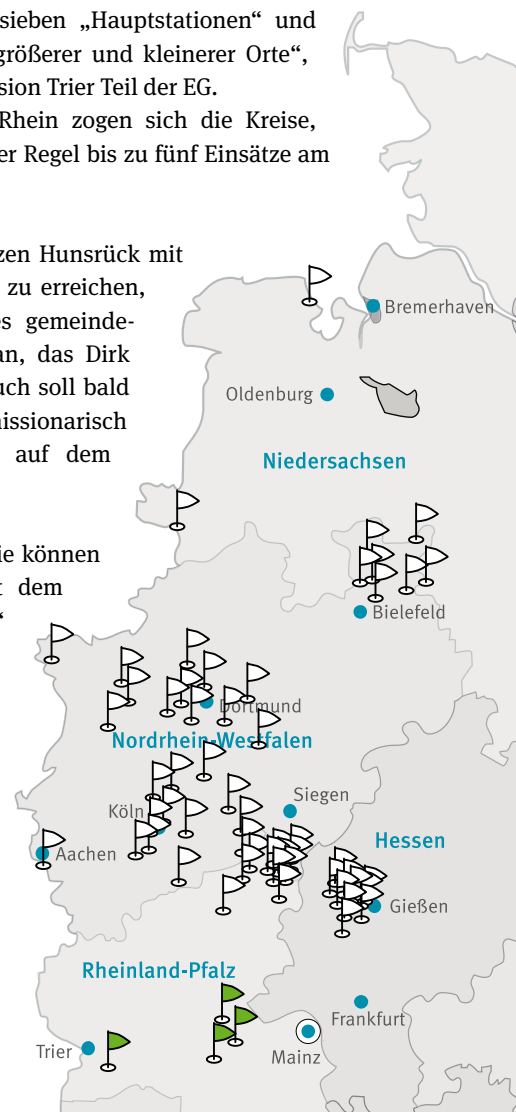 sieben „Hauptstationen“ und
größerer und kleinerer Orte“,
sion Trier Teil der EG.
Rhein zogen sich die Kreise,
er Regel bis zu fünf Einsätze am
zen Hunsrück mit
zu erreichen,
es gemeinde-
an, das Dirk
uch soll bald
issionarisch
auf dem
ie können
t dem
“
Bremerhaven
Oldenburg
Niedersachsen
Bielefeld
Dortmund
Nordrhein-Westfalen
Siegen
Köln
Hessen
Aachen
Gießen
Rheinland-Pfalz
Frankfurt
Trier
Mainz